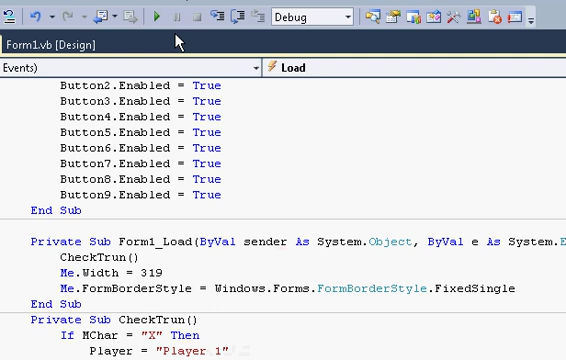 Debug
Form1.vb [Design]
Events)
Load
Button2.Enabled = True
Button3.Enabled = True
Button4.Enabled = True
Button5.Enabled = True
Button6.Enabled = True
Button7.Enabled = True
Button8.Enabled = True
Button9.Enabled = True
End Sub
Private Sub Form1_Load(ByVal sender As System.Object, ByVal e As System.E
CheckTrun()
Me.Width = 319
Me.FormBorderStyle = Windows.Forms.FormBorderStyle.FixedSingle
End Sub
Private Sub CheckTrun()
If MChar = "X" Then
Player = "Player 1"